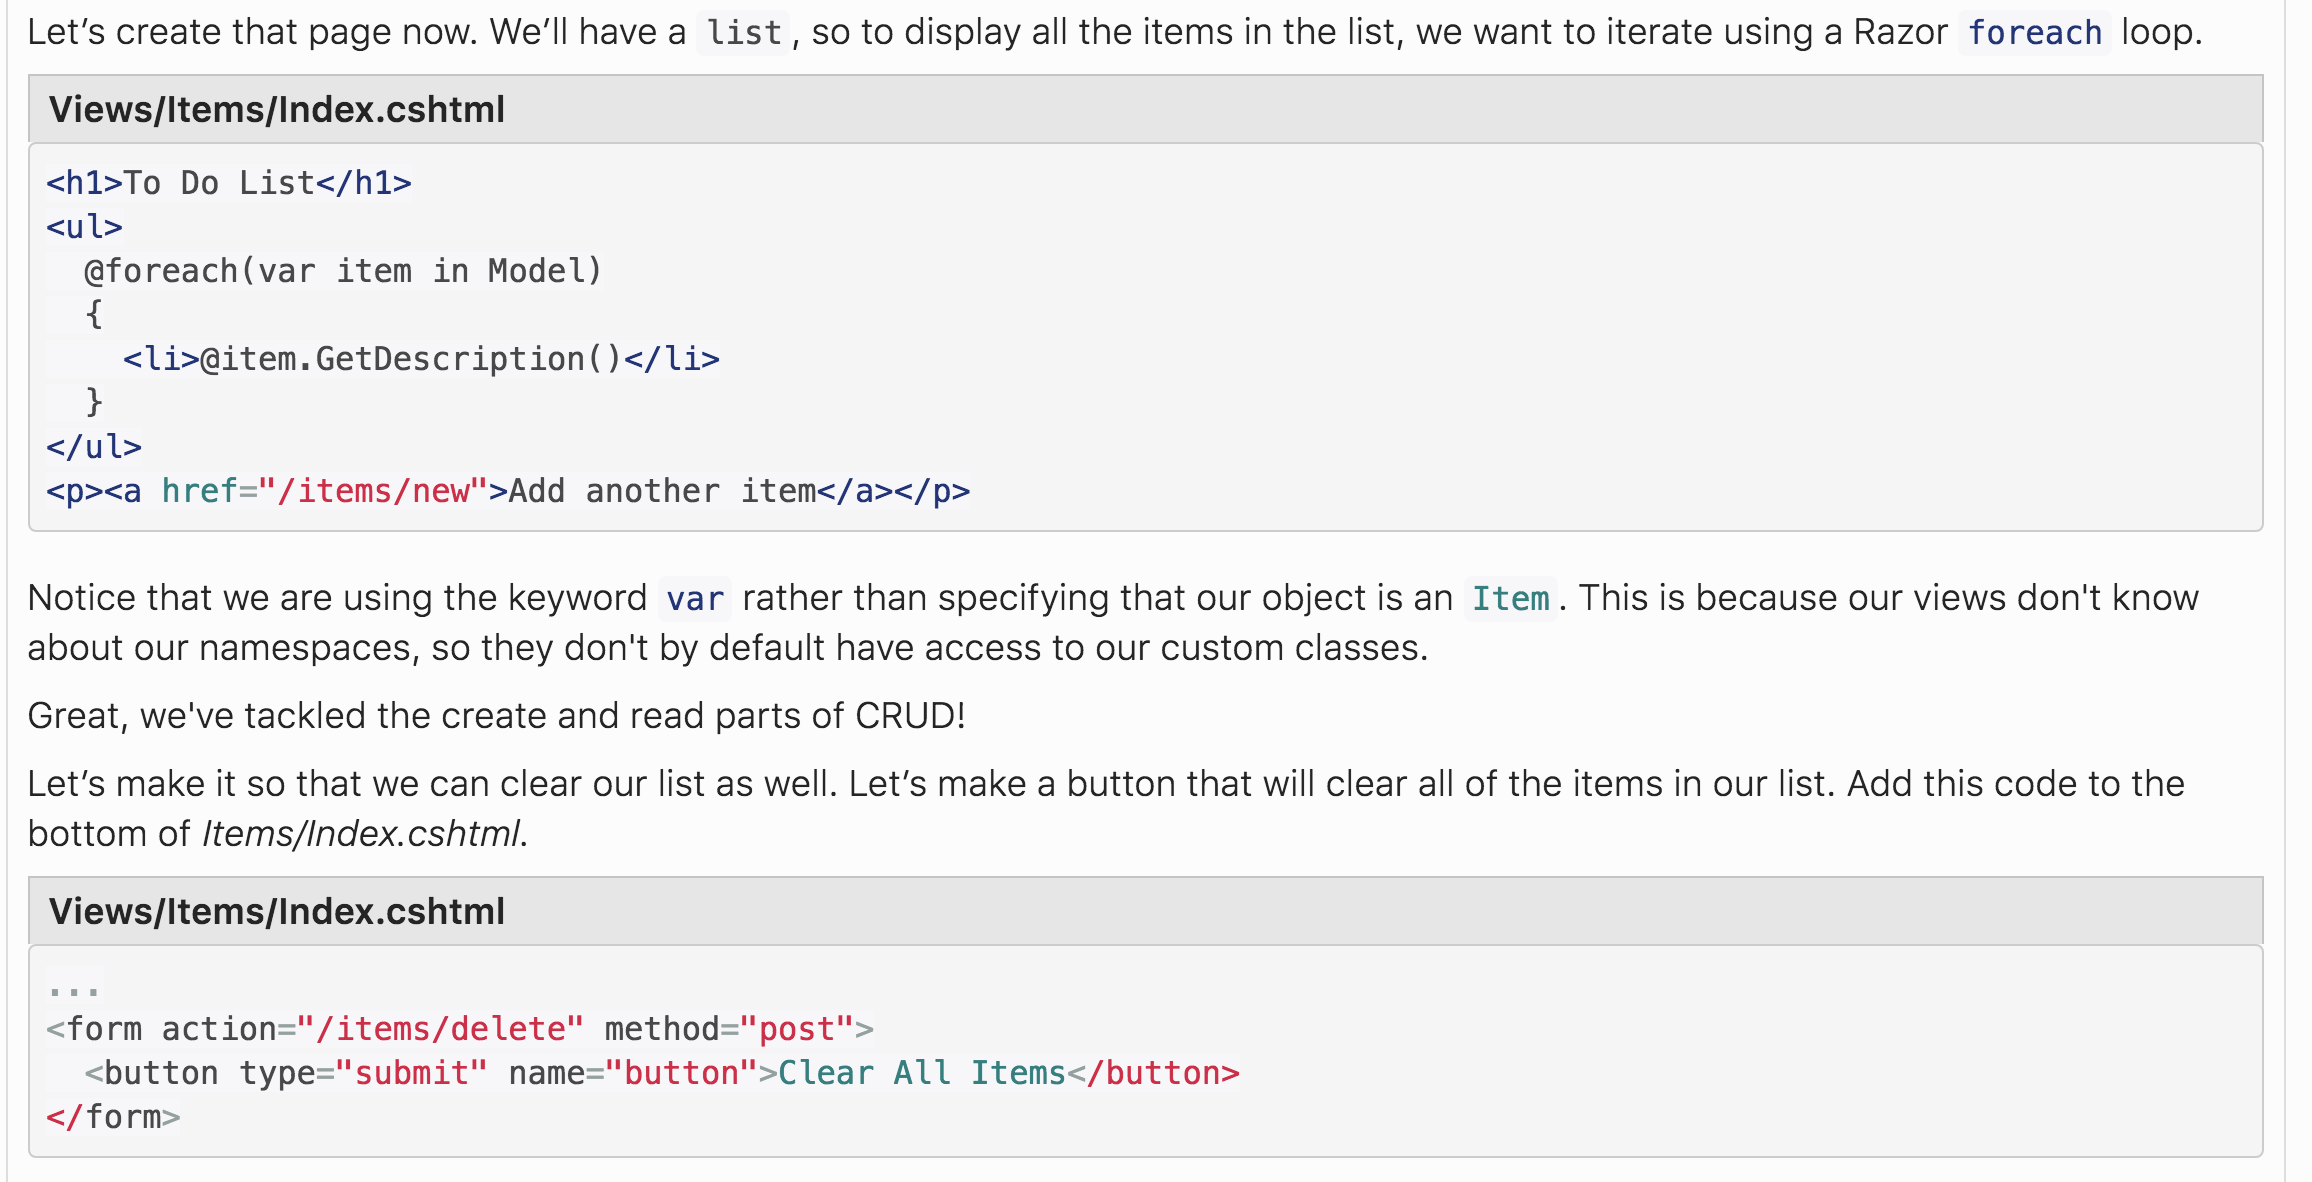 Let’s create that page now. We’ll have a list, so to display all the items in the list, we want to iterate using a Razor foreach loop.
Views/Items/Index.cshtml
<h1>To Do List</h1>
<ul>
  @foreach(var item in Model)
  {
    <li>@item.GetDescription()</li>
  }
</ul>
<p><a href="/items/new">Add another item</a></p>
Notice that we are using the keyword var rather than specifying that our object is an Item. This is because our views don't know
about our namespaces, so they don't by default have access to our custom classes.
Great, we've tackled the create and read parts of CRUD!
Let’s make it so that we can clear our list as well. Let’s make a button that will clear all of the items in our list. Add this code to the
bottom of Items/Index.cshtml.
Views/Items/Index.cshtml
...
<form action="/items/delete" method="post">
  <button type="submit" name="button">Clear All Items</button>
</form>